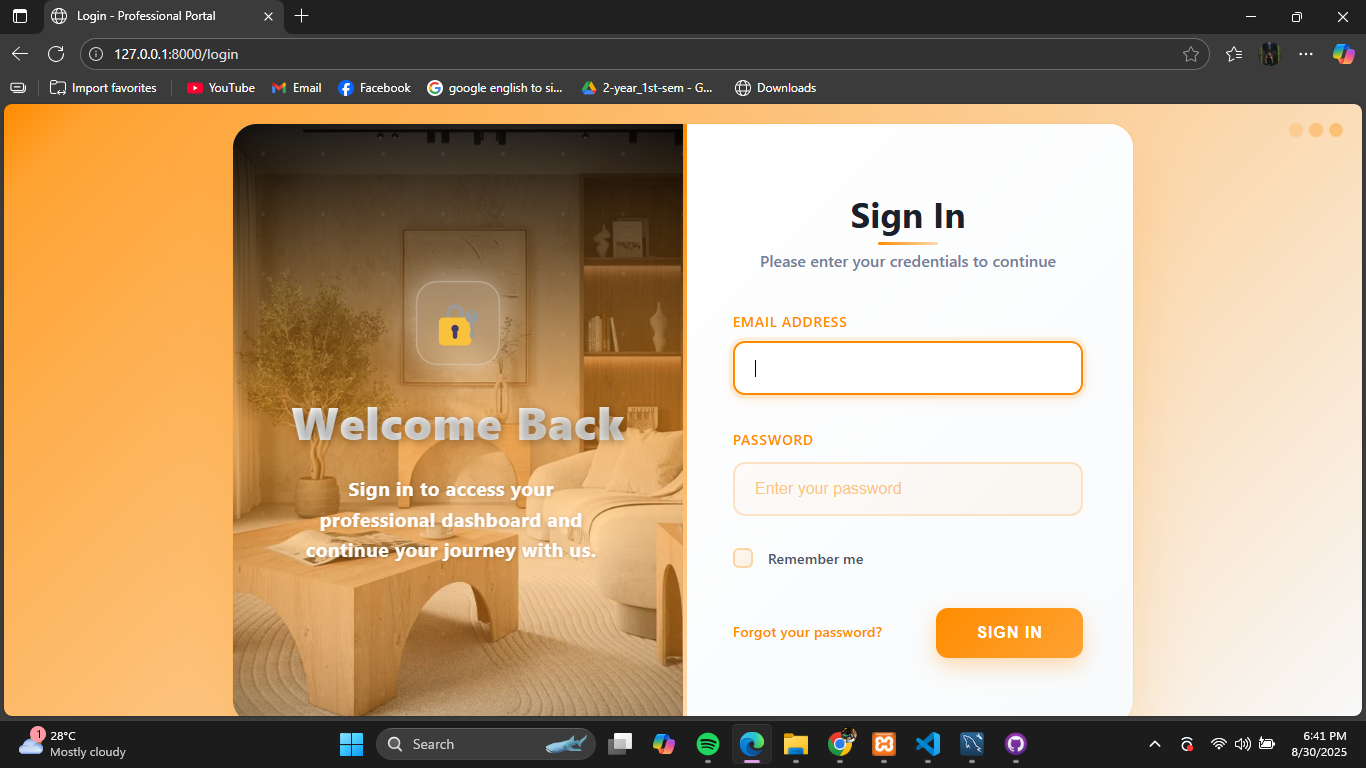 Login - Professional Portal
127.0.0.1:8000/login
Import favorites
YouTube
Email
Facebook
google english to si...
2-year_1st-sem - G...
Downloads
Welcome Back
Sign in to access your
professional dashboard and
continue your journey with us.
Sign In
Please enter your credentials to continue
EMAIL ADDRESS
PASSWORD
Enter your password
Remember me
Forgot your password?
SIGN IN
1
28°C
Mostly cloudy
Search
6:41 PM
8/30/2025